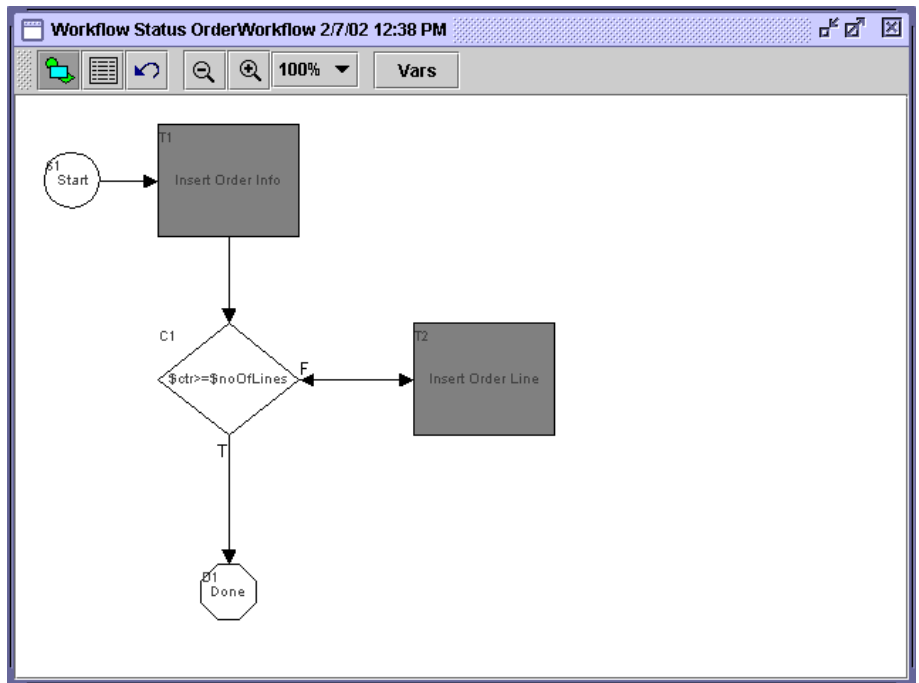 Workflow Status OrderWorkflow 2/7/02 12:38 PM
100% Vars
T1
S1
Start
Insert Order Info
C1
T2
F
$ctr>=$noOfLines
Insert Order Line
T
D1
Done